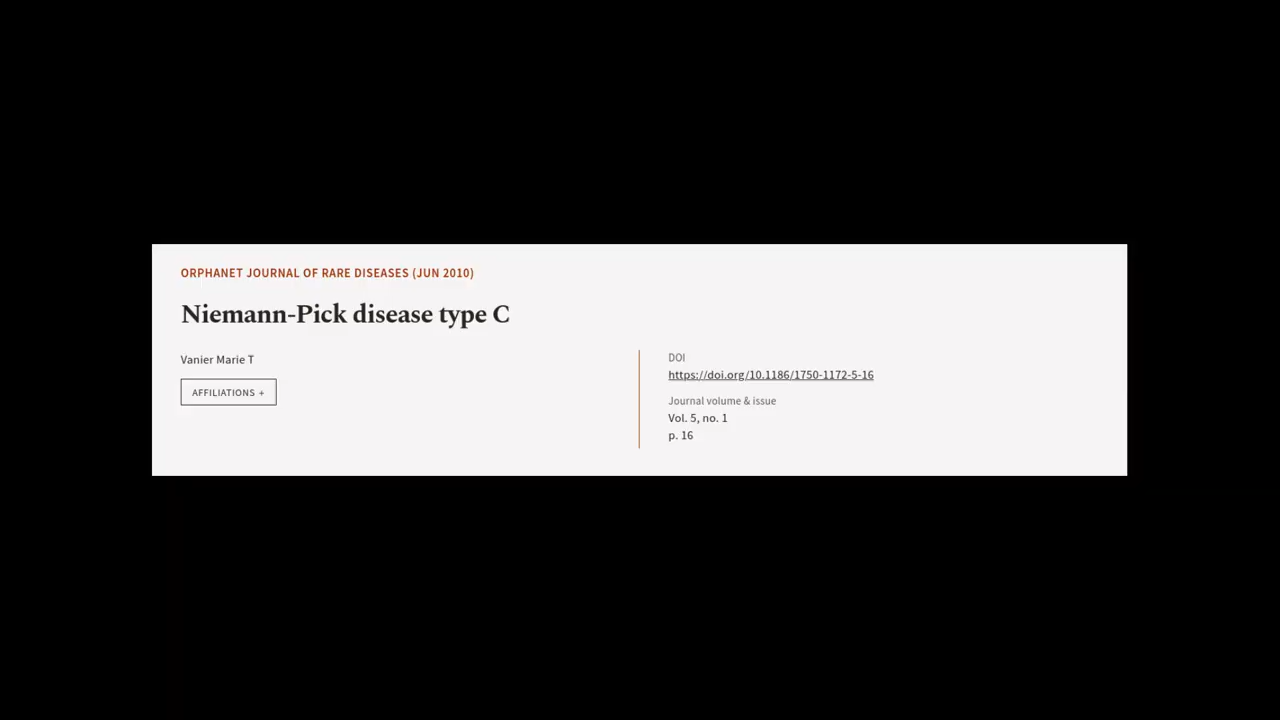 ORPHANET JOURNAL OF RARE DISEASES (JUN 2010)
Niemann-Pick disease type C
Vanier Marie T
AFFILIATIONS +
DOI
https://doi.org/10.1186/1750-1172-5-16
Journal volume & issue
Vol. 5, no. 1
p. 16